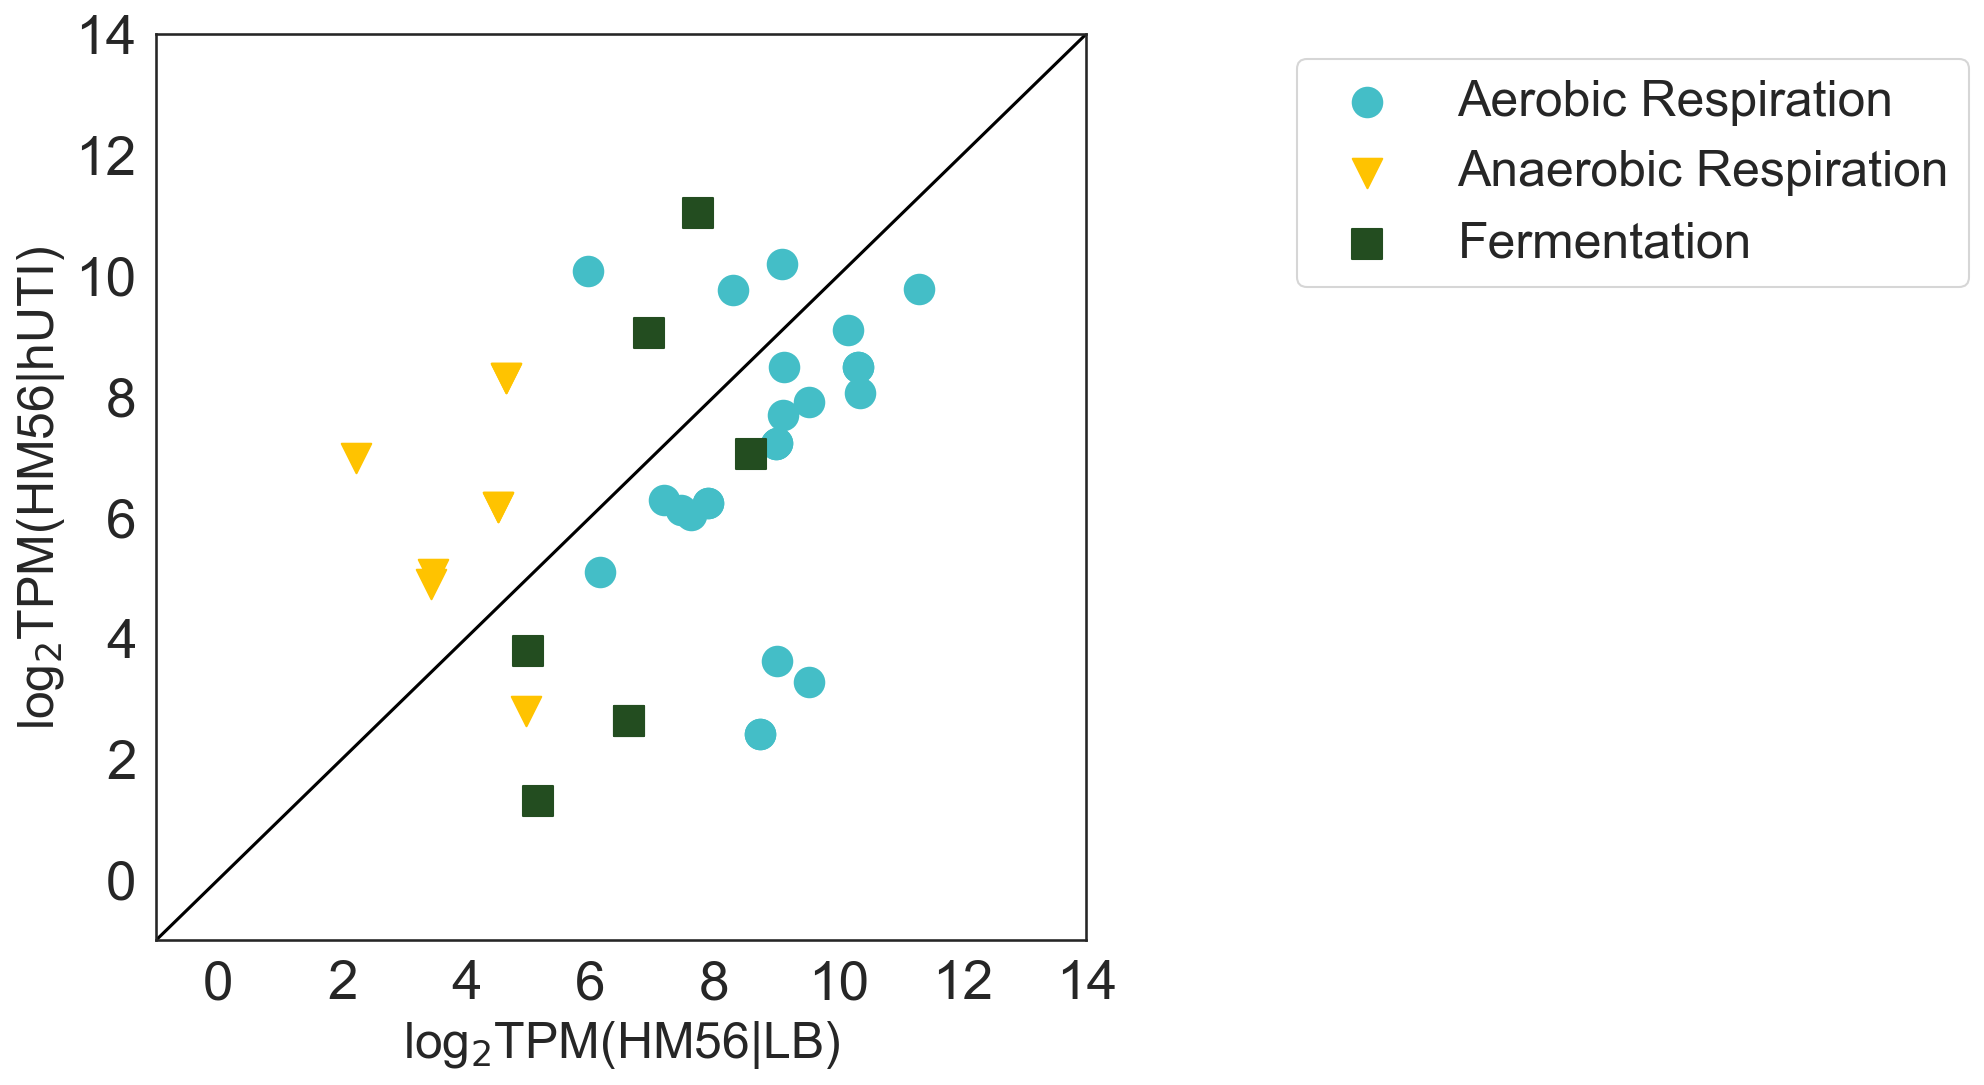 14
12
10
8
6
4
2
0
log₂TPM(HM56|hUTI)
0 2 4 6 8 10 12 14
log₂TPM(HM56|LB)
Aerobic Respiration
Anaerobic Respiration
Fermentation